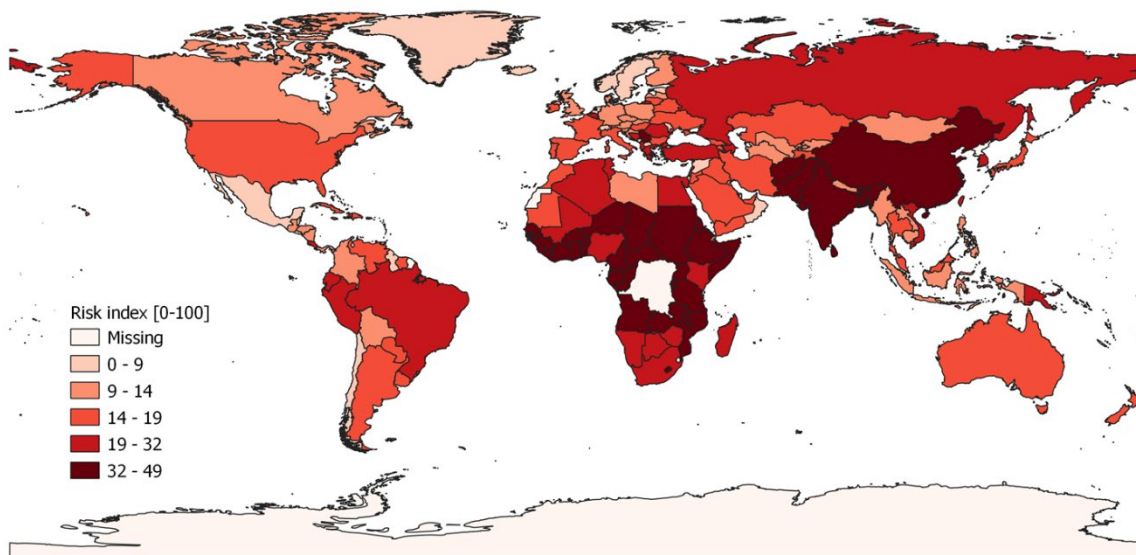 Risk index [0-100]
Missing
0 - 9
9 - 14
14 - 19
19 - 32
32 - 49